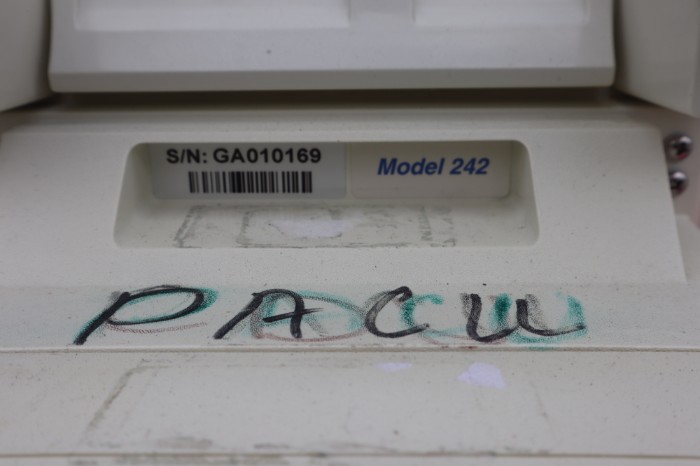 S/N: GA010169
Model 242
PACU